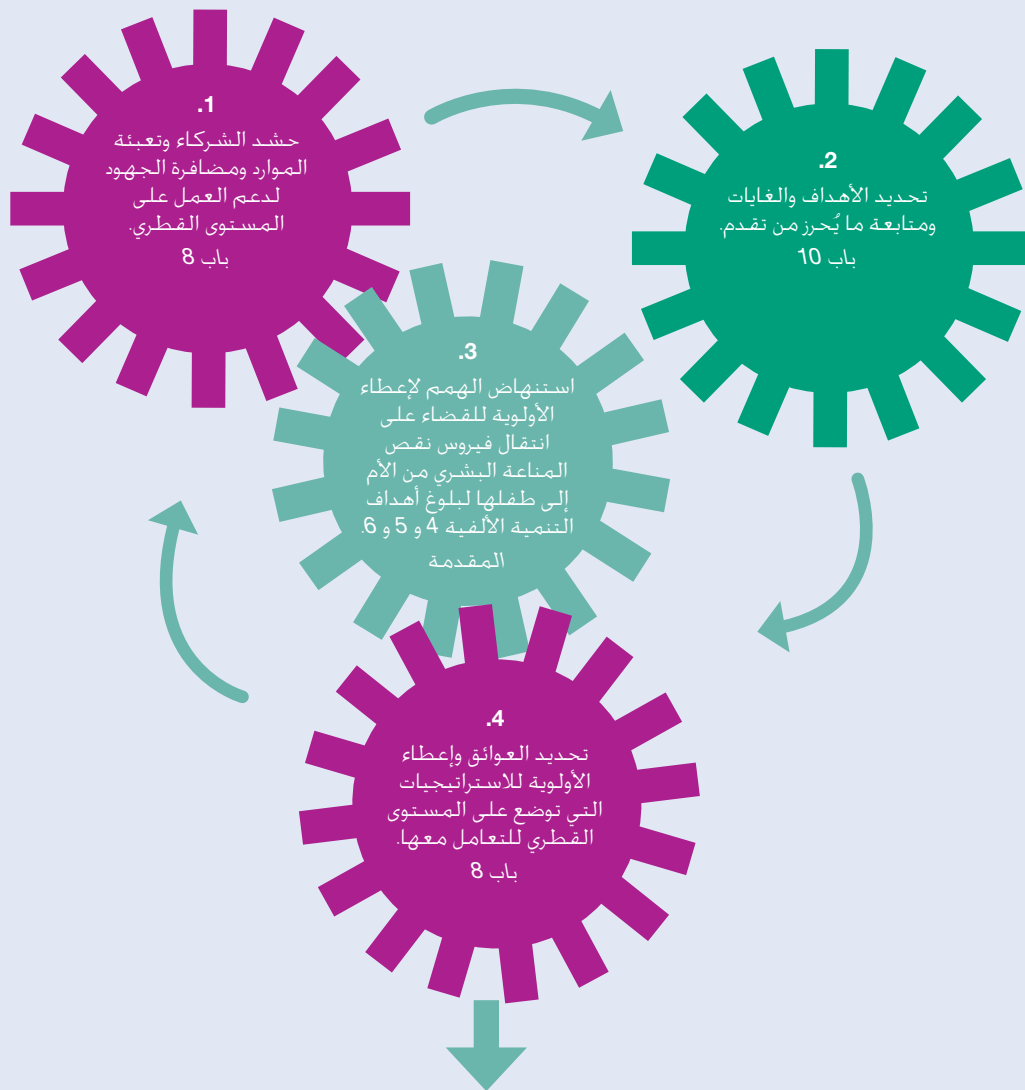 1.
حشد الشركاء وتعبئة
الموارد ومضافرة الجهود
لدعم العمل على
المستوى القطري.
باب 8
2.
تحديد الأهداف والغايات
ومتابعة ما يُحرز من تقدم.
باب 10
3.
استنهاض الهمم لإعطاء
الأولوية للقضاء على
انتقال فيروس نقص
المناعة البشري من الأم
إلى طفلها لبلوغ أهداف
التنمية الألفية 4 و 5 و 6.
المقدمة
4.
تحديد العوائق وإعطاء
الأولوية للاستراتيجيات
التي توضع على المستوى
القطري للتعامل معها.
باب 8